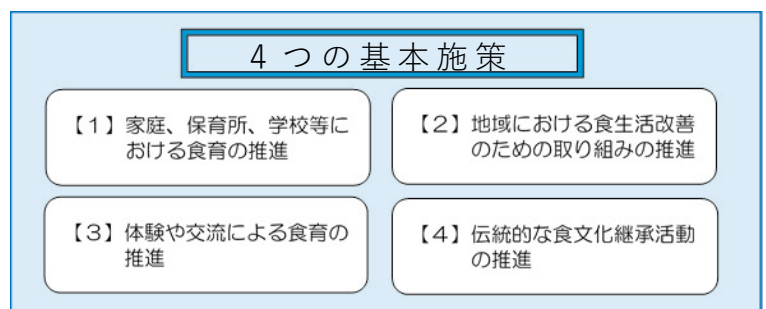 4つの基本施策
【1】家庭、保育所、学校等に
おける食育の推進
【2】地域における食生活改善
のための取り組みの推進
【3】体験や交流による食育の
推進
【4】伝統的な食文化継承活動
の推進